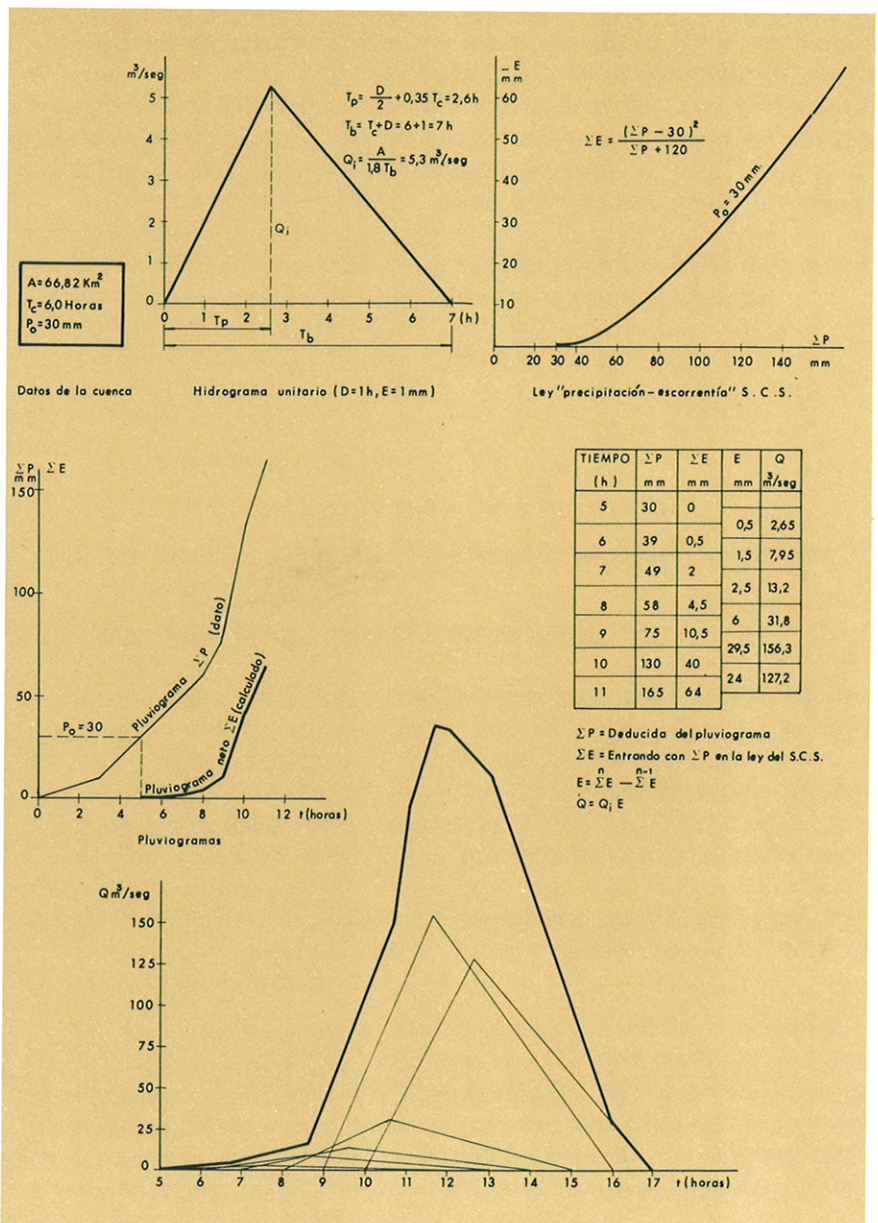 m³/seg
5
4
3
2
1
0
0 1 2 3 4 5 6 7 (h)
Tp
Tb
Qi
Tp = D/2 + 0,35 Tc = 2,6h
Tb = Tc + D = 6+1 = 7 h
Qi = A/1,8 Tb = 5,3 m³/seg
A=66,82 Km²
Tc=6,0 Horas
Po=30 mm
E
mm
60
50
40
30
20
10
ΣE = (ΣP – 30)²/ΣP + 120
Po = 30 mm.
ΣP
0 20 30 40 60 80 100 120 140 mm
Datos de la cuenca
Hidrograma unitario (D=1h, E=1mm)
Ley "precipitación – escorrentía" S. C. S.
ΣP ΣE
mm
150
100
50
0
Pluviograma ΣP (dato)
Pluviograma neto ΣE (calculado)
Po = 30
0 2 4 6 8 10 12 t (horas)
Pluviogramas
TIEMPO ΣP ΣE E Q
(h) mm mm mm m³/seg
5 30 0
0,5 2,65
6 39 0,5
1,5 7,95
7 49 2
2,5 13,2
8 58 4,5
6 31,8
9 75 10,5
29,5 156,3
10 130 40
24 127,2
11 165 64
ΣP = Deducida del pluviograma
ΣE = Entrando con ΣP en la ley del S.C.S.
n n-1
E = ΣE – ΣE
Q = Qi E
Q m³/seg
150
125
100
75
50
25
0
5 6 7 8 9 10 11 12 13 14 15 16 17 t (horas)